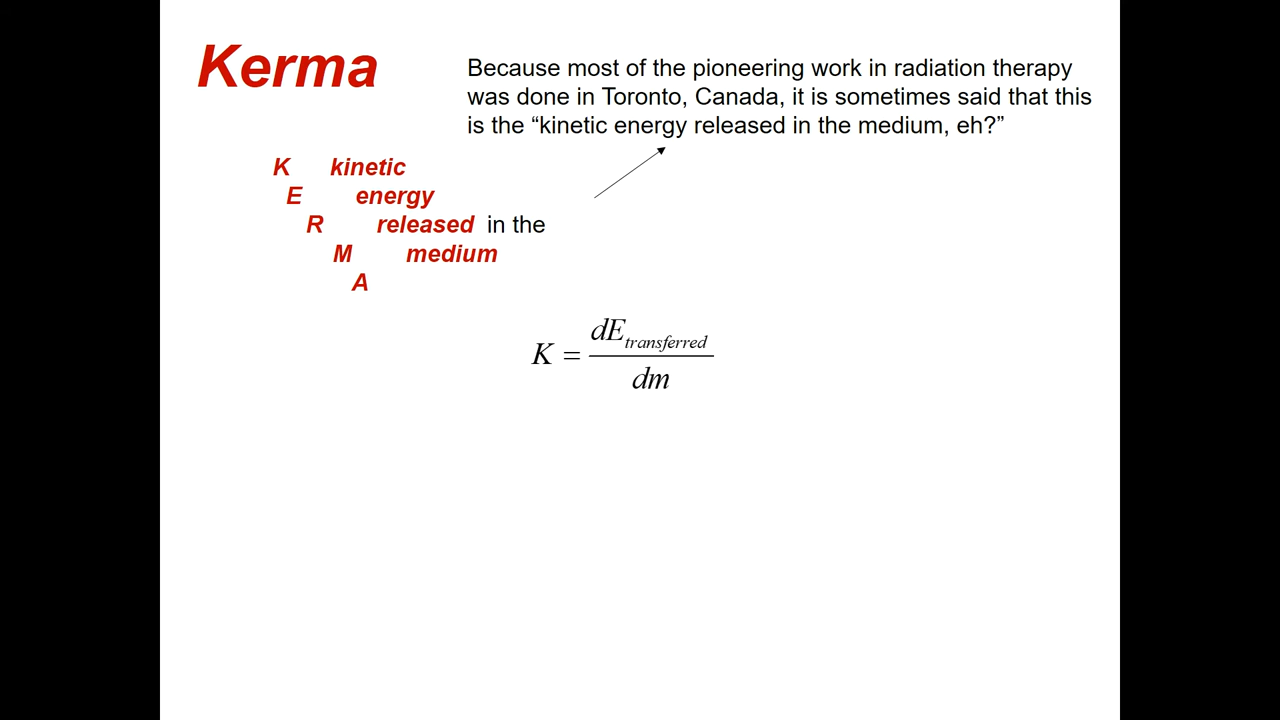 Kerma
Because most of the pioneering work in radiation therapy
was done in Toronto, Canada, it is sometimes said that this
is the “kinetic energy released in the medium, eh?”
K kinetic
E energy
R released in the
M medium
A
K = dE_transferred / dm